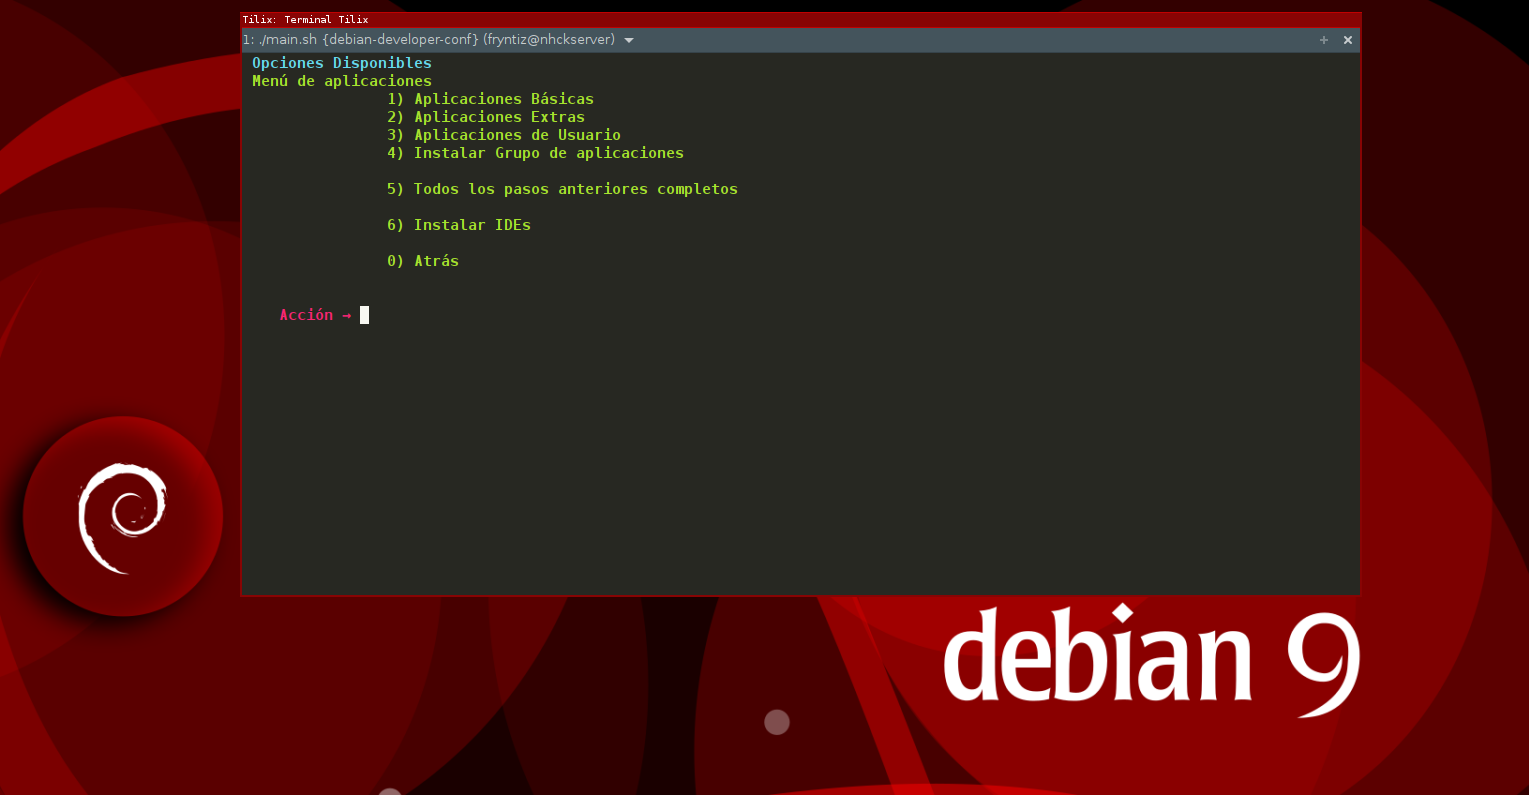 Tilix: Terminal Tilix
1: ./main.sh {debian-developer-conf} (fryntiz@nhckserver)
Opciones Disponibles
Menú de aplicaciones
1) Aplicaciones Básicas
2) Aplicaciones Extras
3) Aplicaciones de Usuario
4) Instalar Grupo de aplicaciones
5) Todos los pasos anteriores completos
6) Instalar IDEs
0) Atrás
Acción →
debian 9